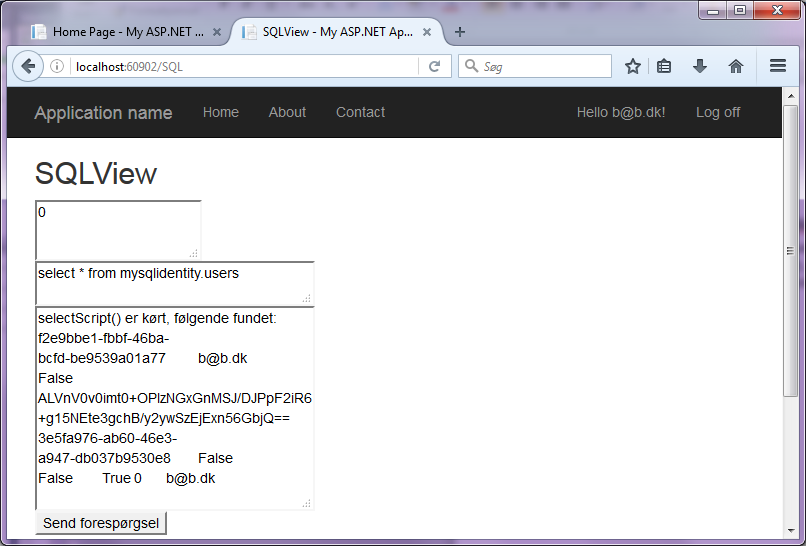 Home Page - My ASP.NET ...
SQLView - My ASP.NET Ap...
localhost:60902/SQL
Søg
Application name
Home
About
Contact
Hello b@b.dk!
Log off
SQLView
0
select * from mysqlidentity.users
selectScript() er kørt, følgende fundet:
f2e9bbe1-fbbf-46ba-
bcfd-be9539a01a77 b@b.dk
False
ALVnV0v0imt0+OPlzNGxGnMSJ/DJPpF2iR6
+g15NEte3gchB/y2ywSzEjExn56GbjQ==
3e5fa976-ab60-46e3-
a947-db037b9530e8 False
False True 0 b@b.dk
Send forespørgsel